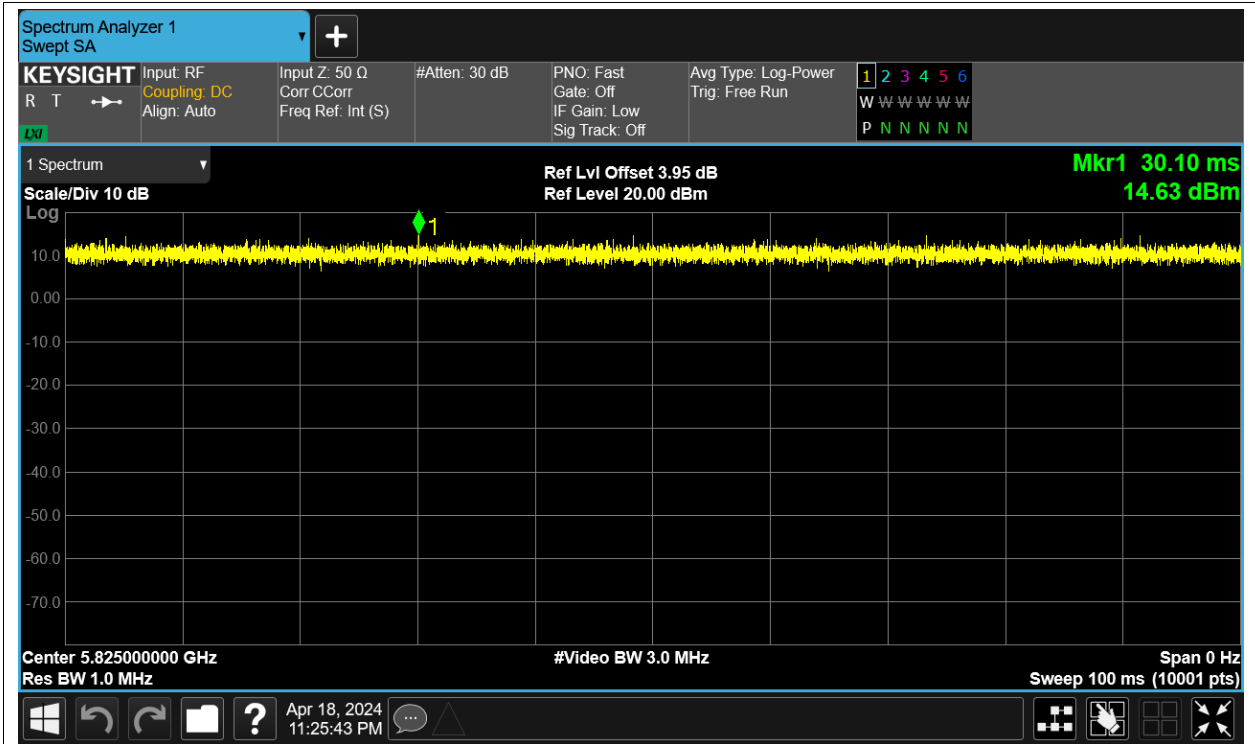 Spectrum Analyzer 1
Swept SA
KEYSIGHT
R T
LXI
Input: RF
Coupling: DC
Align: Auto
Input Z: 50 Ω
Corr CCorr
Freq Ref: Int (S)
#Atten: 30 dB
PNO: Fast
Gate: Off
IF Gain: Low
Sig Track: Off
Avg Type: Log-Power
Trig: Free Run
1 2 3 4 5 6
W W W W W W
P N N N N N
1 Spectrum
Scale/Div 10 dB
Ref Lvl Offset 3.95 dB
Ref Level 20.00 dBm
Mkr1 30.10 ms
14.63 dBm
Log
1
10.0
0.00
-10.0
-20.0
-30.0
-40.0
-50.0
-60.0
-70.0
Center 5.825000000 GHz
Res BW 1.0 MHz
#Video BW 3.0 MHz
Span 0 Hz
Sweep 100 ms (10001 pts)
?
Apr 18, 2024
11:25:43 PM